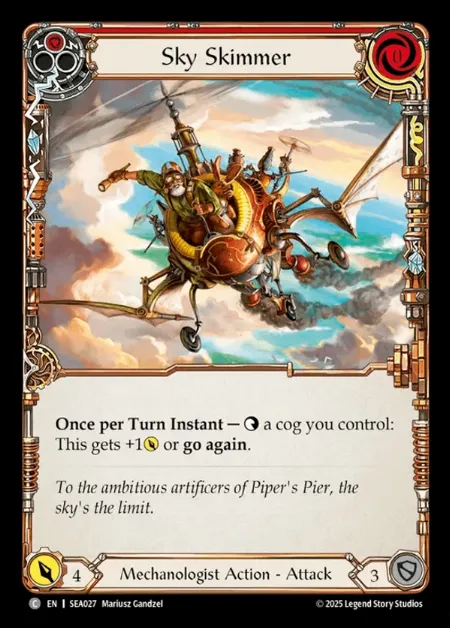 Sky Skimmer
0
Once per Turn Instant — a cog you control:
This gets +1 or go again.
To the ambitious artificers of Piper's Pier, the
sky's the limit.
4
Mechanologist Action - Attack
3
C EN | SEA027 Mariusz Gandzel
© 2025 Legend Story Studios